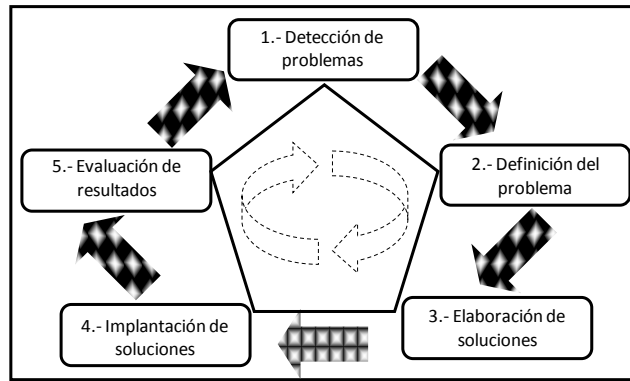 1.- Detección de
problemas
2.- Definición del
problema
3.- Elaboración de
soluciones
4.- Implantación de
soluciones
5.- Evaluación de
resultados